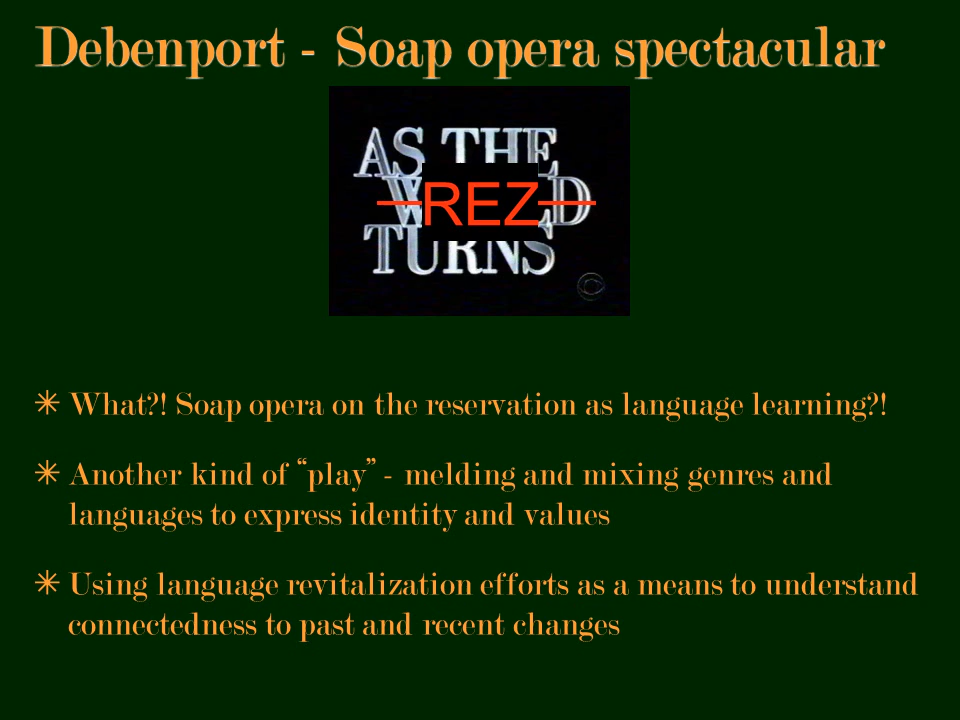 Debenport - Soap opera spectacular
AS THE
REZ
TURNS
✴ What?! Soap opera on the reservation as language learning?!
✴ Another kind of “play” - melding and mixing genres and
languages to express identity and values
✴ Using language revitalization efforts as a means to understand
connectedness to past and recent changes